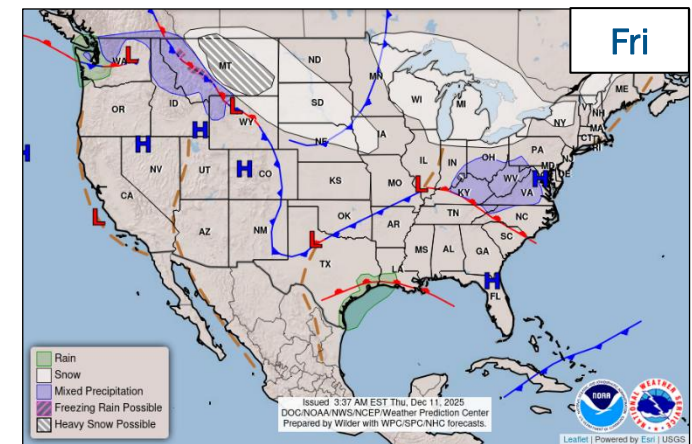 Fri
WA
MT
ND
MN
OR
ID
WY
SD
WI
MI
NY
VT
NH
ME
MA
CT
RI
NE
IA
PA
NJ
NV
UT
CO
KS
MO
IL
IN
OH
WV
MD
DE
KY
VA
CA
AZ
NM
OK
AR
TN
NC
SC
TX
LA
MS
AL
GA
FL
L
L
L
L
L
H
H
H
H
H
H
Rain
Snow
Mixed Precipitation
Freezing Rain Possible
Heavy Snow Possible
Issued 3:37 AM EST Thu, Dec 11, 2025
DOC/NOAA/NWS/NCEP/Weather Prediction Center
Prepared by Wilder with WPC/SPC/NHC forecasts.
NOAA
NATIONAL WEATHER SERVICE
Leaflet | Powered by Esri | USGS